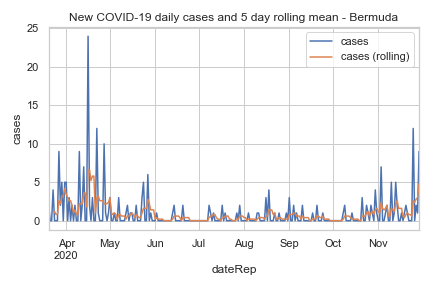 New COVID-19 daily cases and 5 day rolling mean - Bermuda
cases
cases (rolling)
25
20
15
10
5
0
cases
Apr May Jun Jul Aug Sep Oct Nov
2020
dateRep